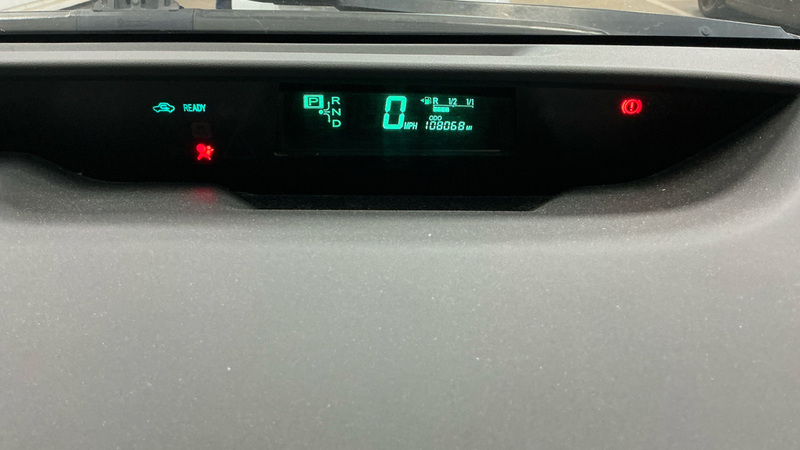 READY
P R
N
D
0 MPH
R 1/2 1/1
ODO
108068 MI